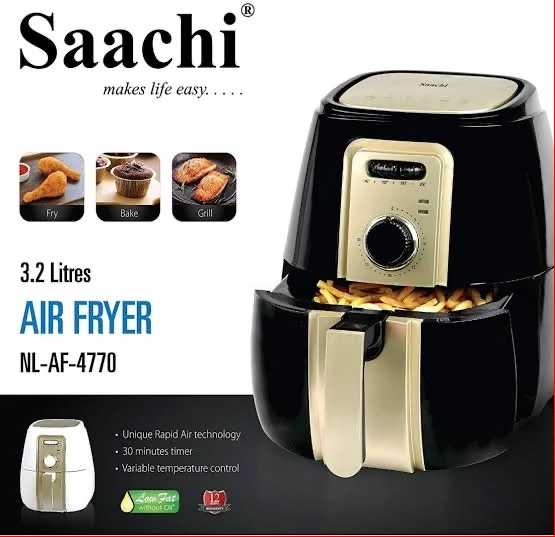 Saachi®
makes life easy.....
Saachi
Fry
Bake
Grill
3.2 Litres
AIR FRYER
NL-AF-4770
• Unique Rapid Air technology
• 30 minutes timer
• Variable temperature control
Low Fat
without Oil*
12
WARRANTY